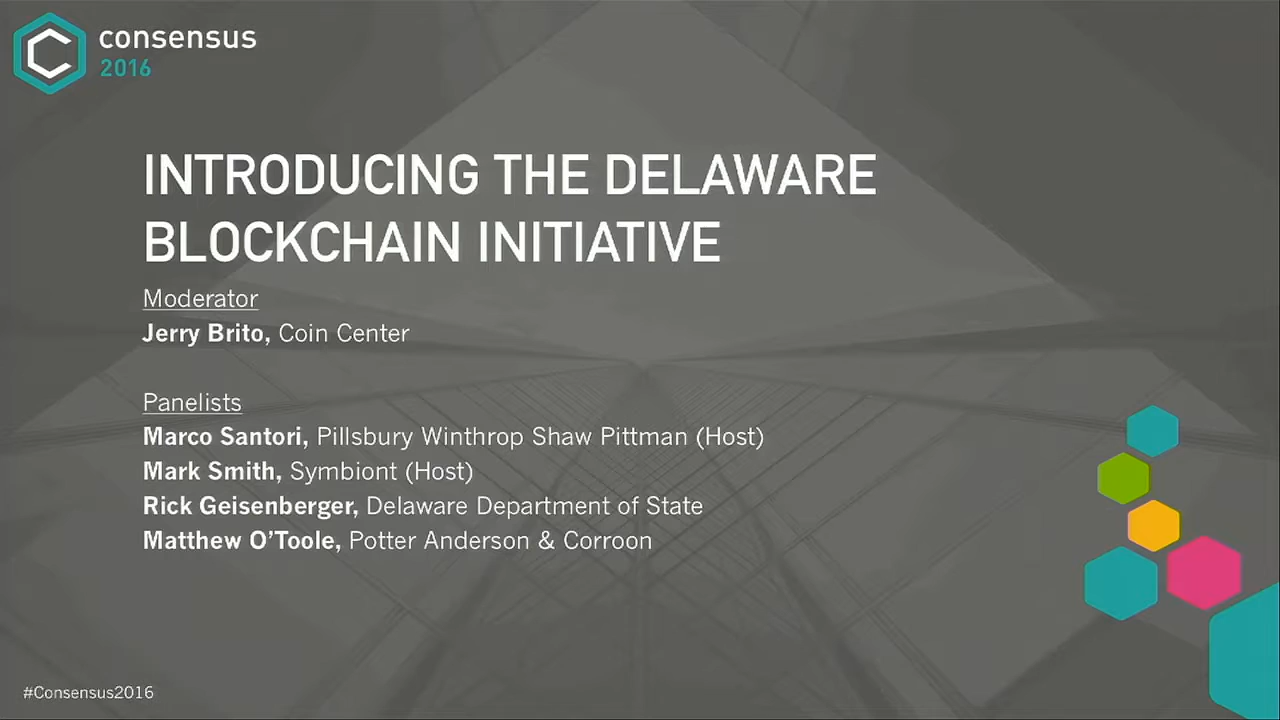 consensus
2016
INTRODUCING THE DELAWARE
BLOCKCHAIN INITIATIVE
Moderator
Jerry Brito, Coin Center
Panelists
Marco Santori, Pillsbury Winthrop Shaw Pittman (Host)
Mark Smith, Symbiont (Host)
Rick Geisenberger, Delaware Department of State
Matthew O'Toole, Potter Anderson & Corroon
#Consensus2016